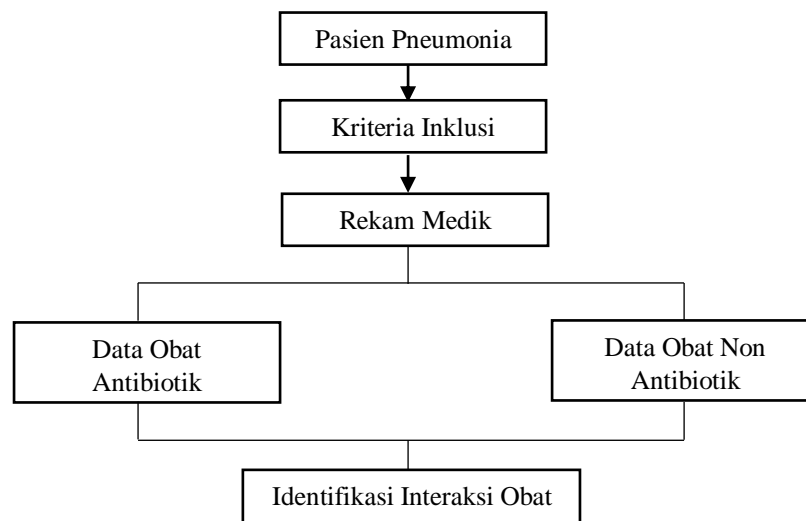 Pasien Pneumonia
Kriteria Inklusi
Rekam Medik
Data Obat
Antibiotik
Data Obat Non
Antibiotik
Identifikasi Interaksi Obat